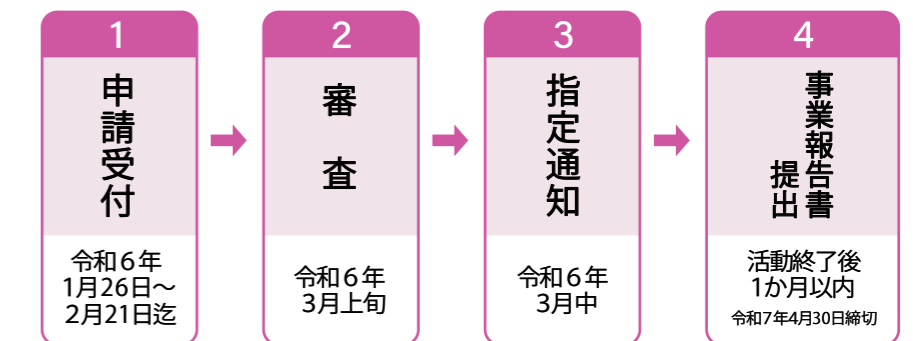 1
申請受付
令和6年
1月26日～
2月21日迄
2
審査
令和6年
3月上旬
3
指定通知
令和6年
3月中
4
事業報告書
提出
活動終了後
1か月以内
令和7年4月30日締切